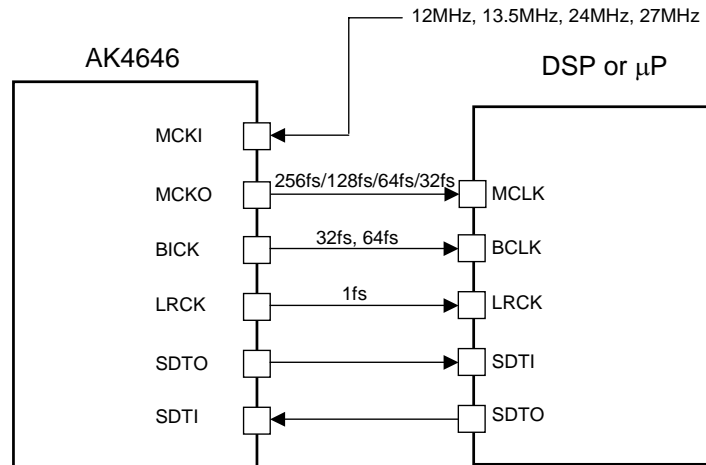 12MHz, 13.5MHz, 24MHz, 27MHz
AK4646
DSP or μP
MCKI
MCKO
256fs/128fs/64fs/32fs
MCLK
BICK
32fs, 64fs
BCLK
LRCK
1fs
LRCK
SDTO
SDTI
SDTI
SDTO